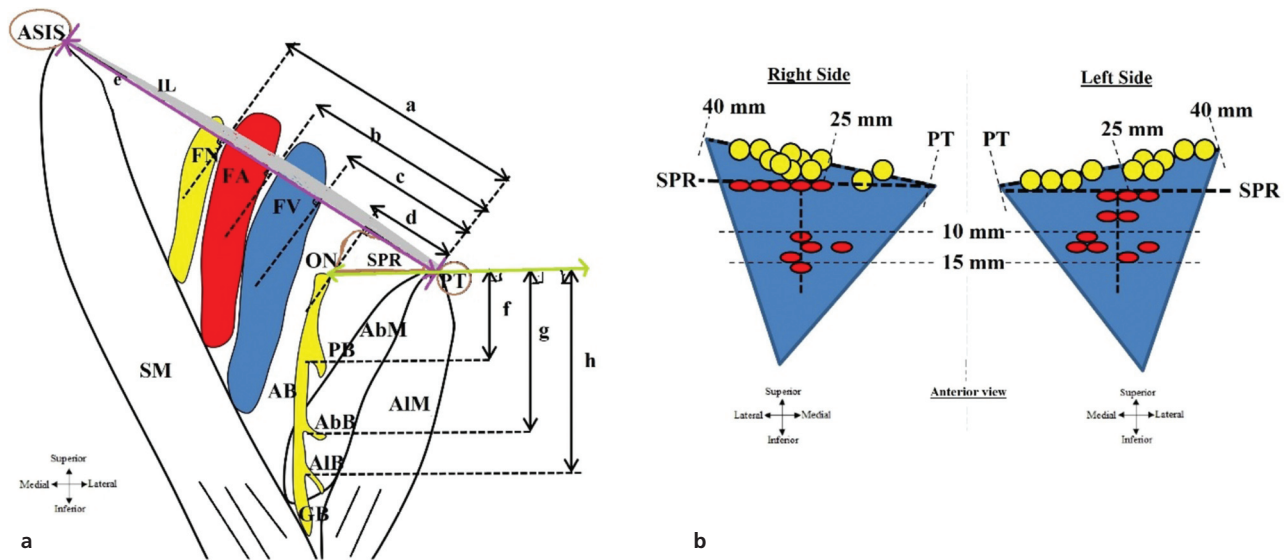 ASIS
e
IL
a
b
c
d
FN
FA
FV
ON
SPR
PT
f
g
h
AbM
PB
SM
AB
AlM
AbB
AlB
GB
Superior
Medial Lateral
Inferior
a
Right Side
40 mm
25 mm
PT
SPR
Left Side
40 mm
25 mm
PT
SPR
10 mm
15 mm
Superior
Lateral Medial
Inferior
Anterior view
Superior
Medial Lateral
Inferior
b